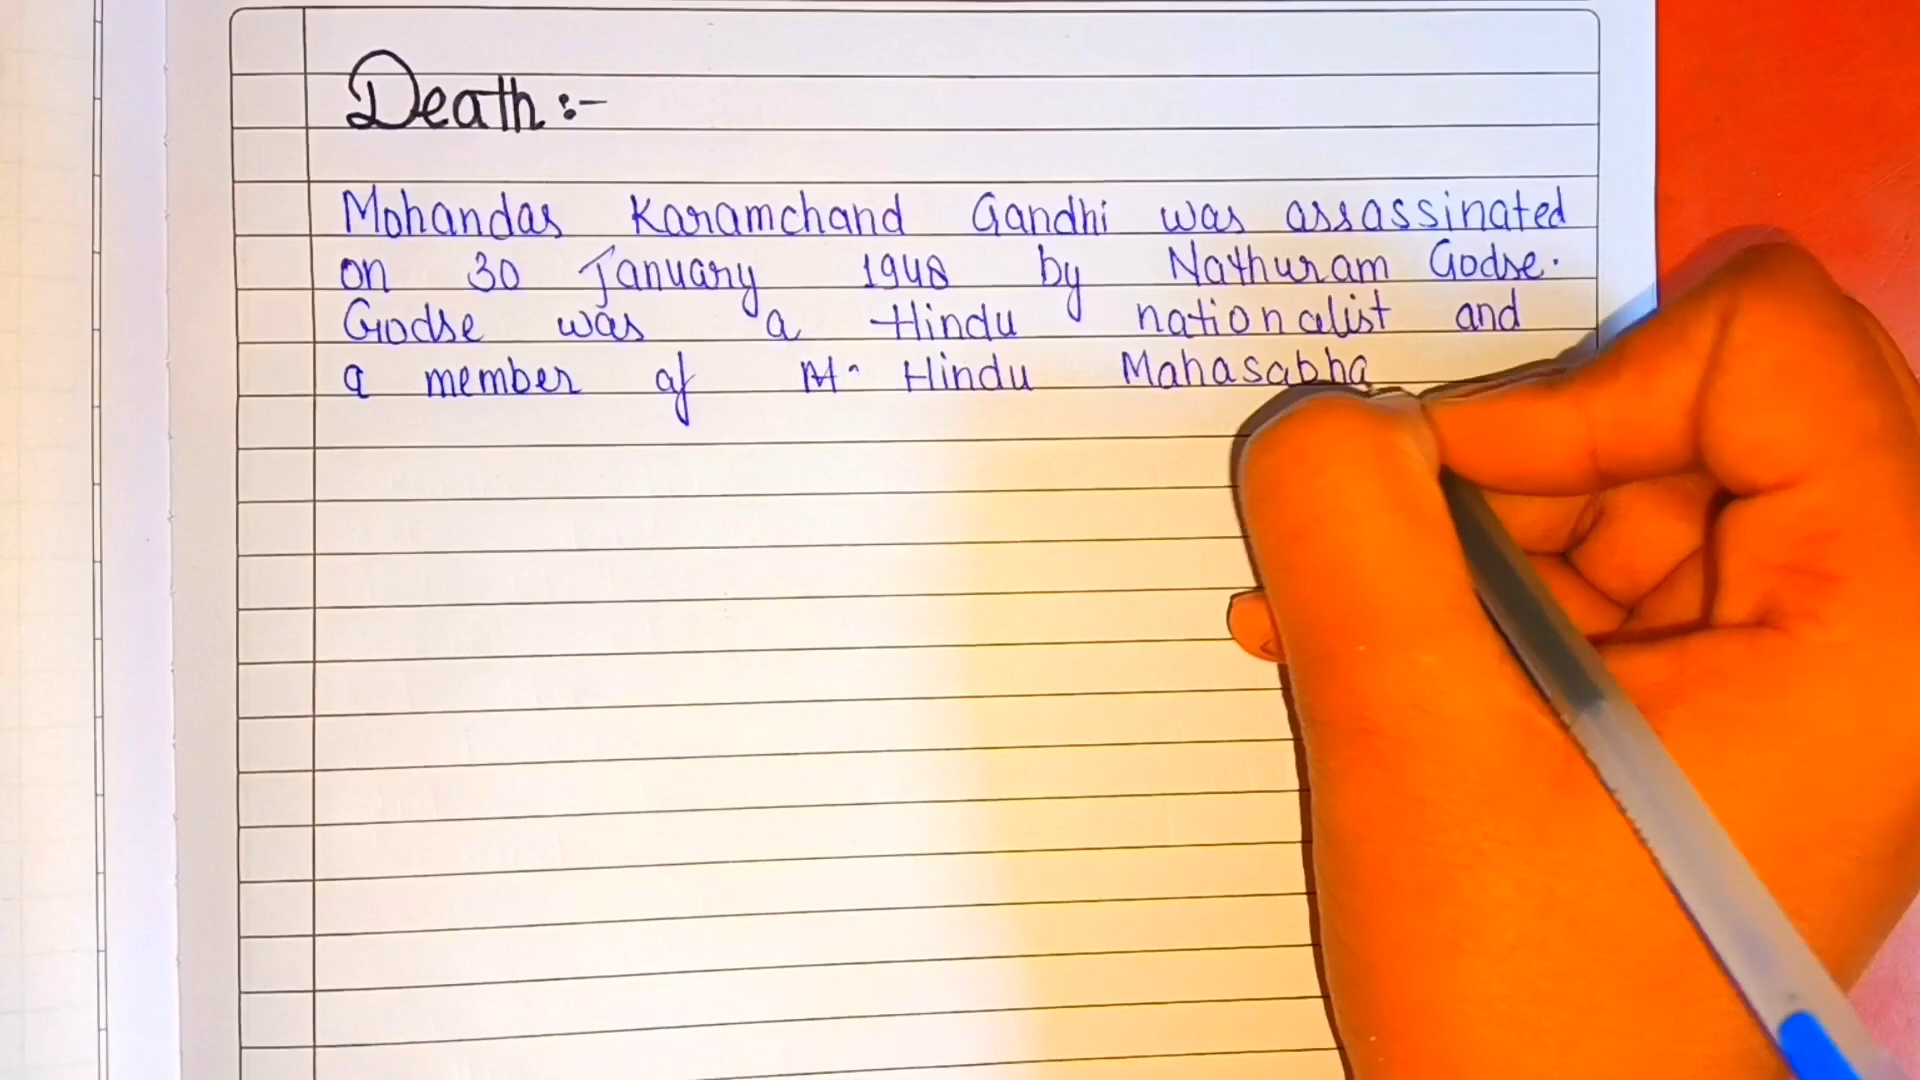 Death :-
Mohandas Karamchand Gandhi was assassinated
on 30 January 1948 by Nathuram Godse.
Godse was a Hindu nationalist and
a member of Hindu Mahasabha